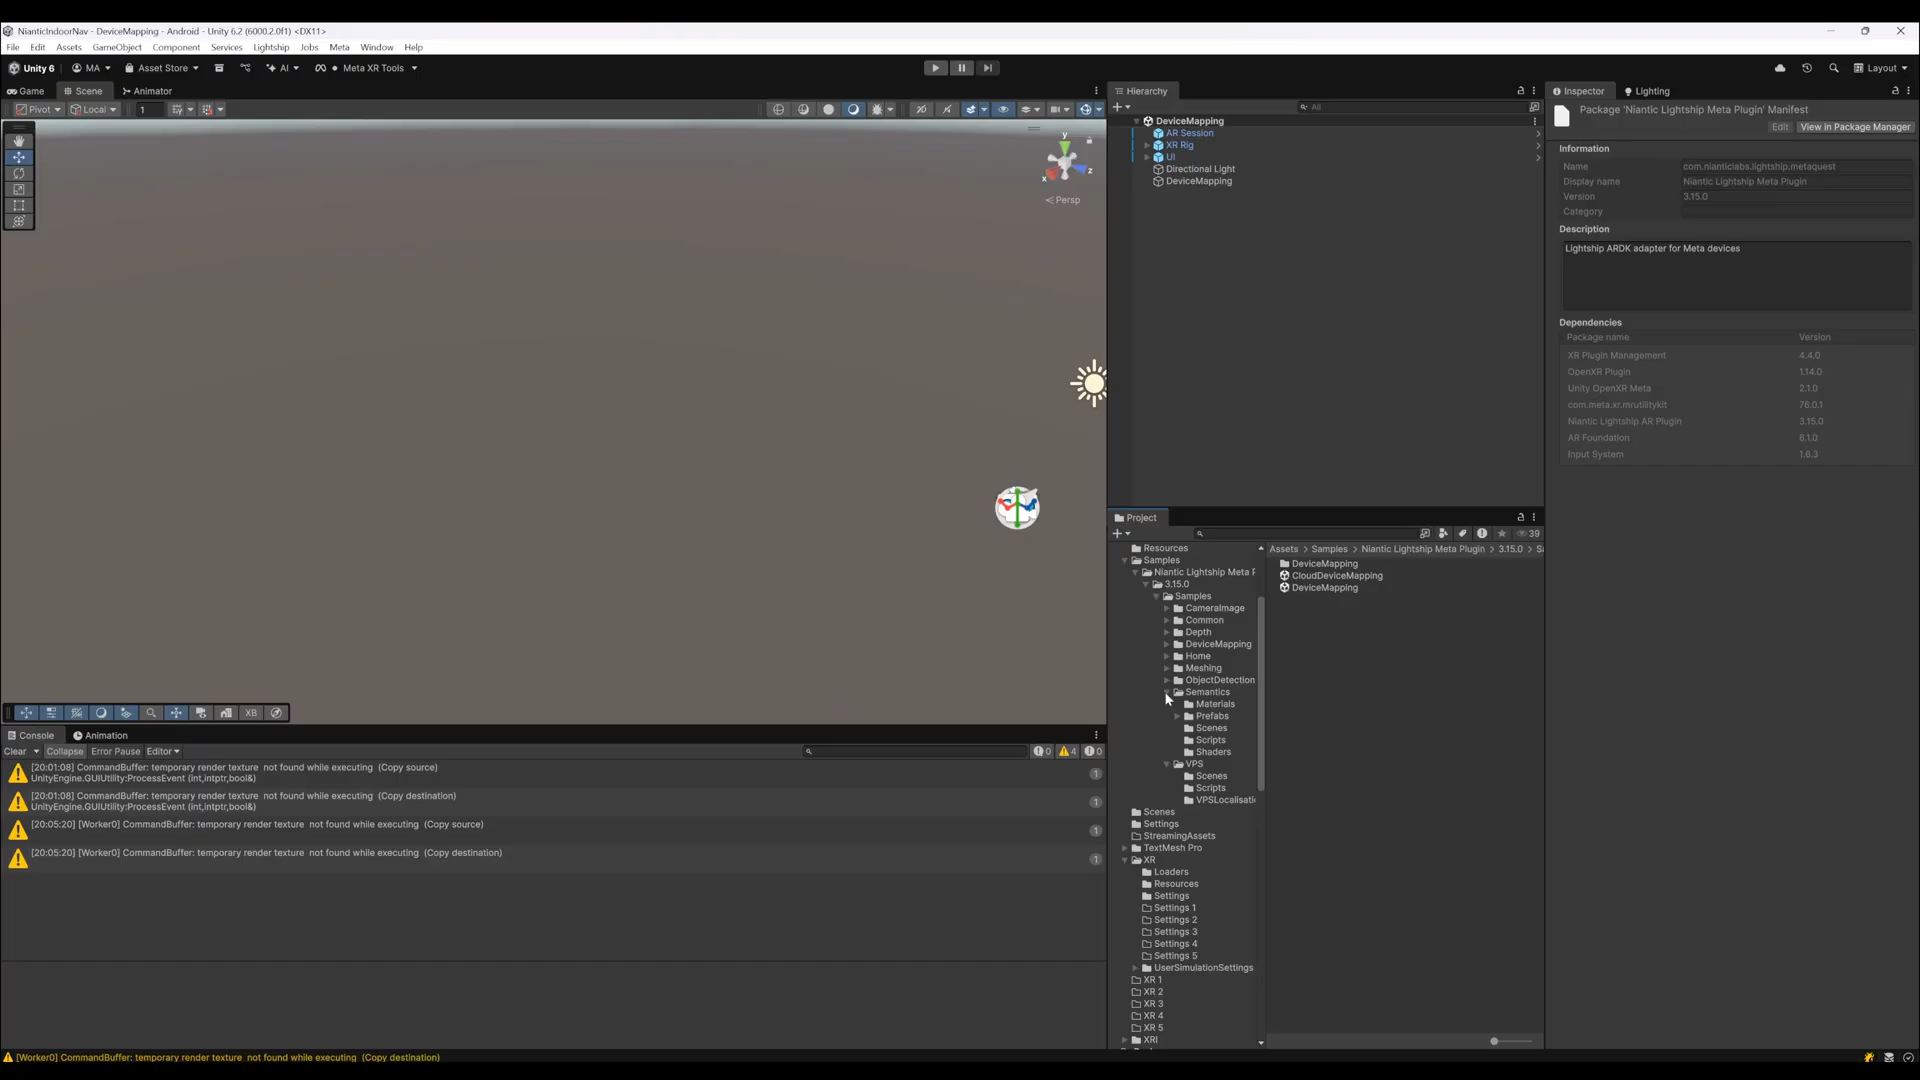 NianticIndoorNav - DeviceMapping - Android - Unity 6.2 (6000.2.0f1) <DX11>
File Edit Assets GameObject Component Services Lightship Jobs Meta Window Help
Unity 6 MA Asset Store AI Meta XR Tools Layout
Game Scene Animator
Pivot Local 1
y
x
z
Persp
XB
Console Animation
Clear Collapse Error Pause Editor
0 4 0
[20:01:08] CommandBuffer: temporary render texture  not found while executing  (Copy source)
UnityEngine.GUIUtility:ProcessEvent (int,intptr,bool&)
1
[20:01:08] CommandBuffer: temporary render texture  not found while executing  (Copy destination)
UnityEngine.GUIUtility:ProcessEvent (int,intptr,bool&)
1
[20:05:20] [Worker0] CommandBuffer: temporary render texture  not found while executing  (Copy source)
1
[20:05:20] [Worker0] CommandBuffer: temporary render texture  not found while executing  (Copy destination)
1
Hierarchy
All
DeviceMapping
AR Session
XR Rig
UI
Directional Light
DeviceMapping
Project
39
Resources
Samples
Niantic Lightship Meta P
3.15.0
Samples
CameraImage
Common
Depth
DeviceMapping
Home
Meshing
ObjectDetection
Semantics
Materials
Prefabs
Scenes
Scripts
Shaders
VPS
Scenes
Scripts
VPSLocalisati
Scenes
Settings
StreamingAssets
TextMesh Pro
XR
Loaders
Resources
Settings
Settings 1
Settings 2
Settings 3
Settings 4
Settings 5
UserSimulationSettings
XR 1
XR 2
XR 3
XR 4
XR 5
XRI
Assets > Samples > Niantic Lightship Meta Plugin > 3.15.0 > Sa
DeviceMapping
CloudDeviceMapping
DeviceMapping
Inspector Lighting
Package 'Niantic Lightship Meta Plugin' Manifest
Edit View in Package Manager
Information
Name com.nianticlabs.lightship.metaquest
Display name Niantic Lightship Meta Plugin
Version 3.15.0
Category
Description
Lightship ARDK adapter for Meta devices
Dependencies
Package name Version
XR Plugin Management 4.4.0
OpenXR Plugin 1.14.0
Unity OpenXR Meta 2.1.0
com.meta.xr.mrutilitykit 76.0.1
Niantic Lightship AR Plugin 3.15.0
AR Foundation 6.1.0
Input System 1.6.3
[Worker0] CommandBuffer: temporary render texture  not found while executing  (Copy destination)